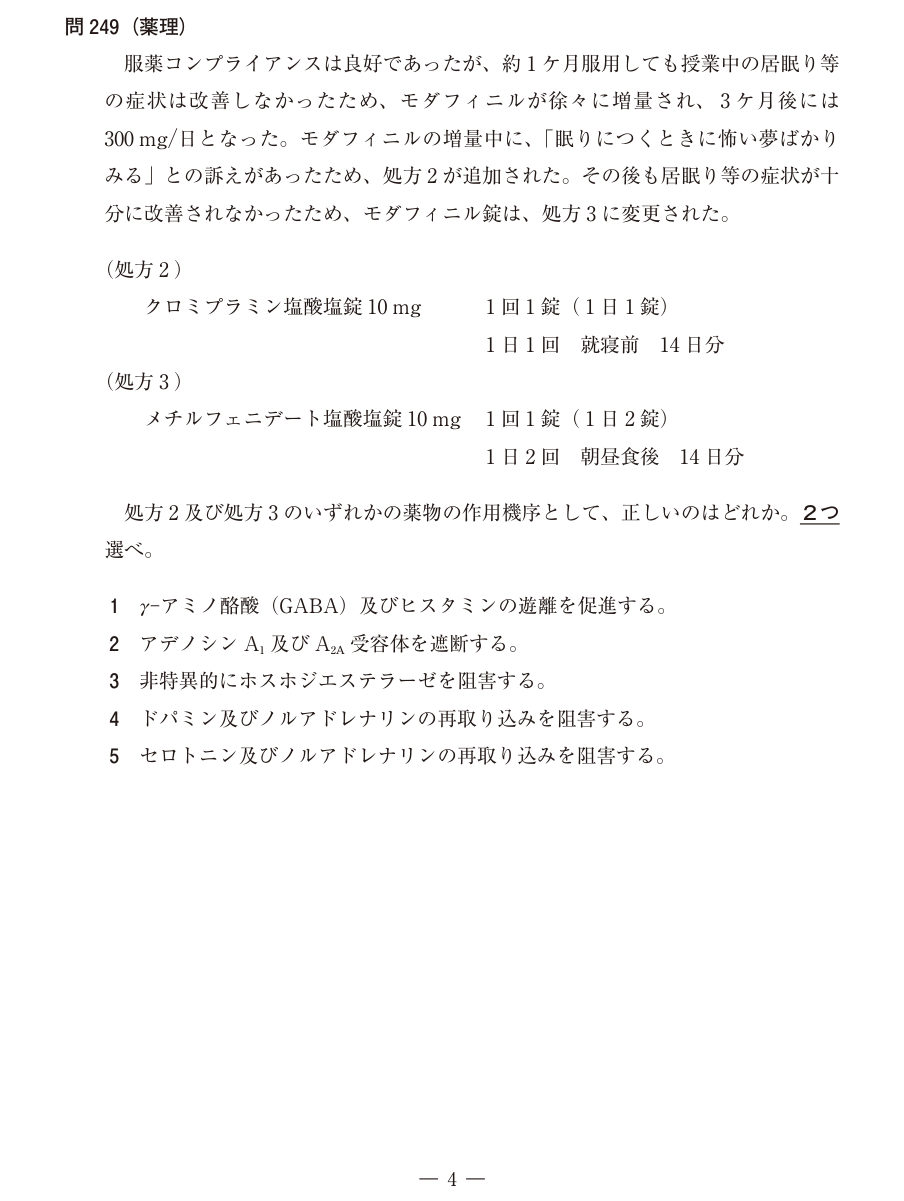 問 249（薬理）
服薬コンプライアンスは良好であったが、約１ケ月服用しても授業中の居眠り等
の症状は改善しなかったため、モダフィニルが徐々に増量され、３ケ月後には
300 mg/日となった。モダフィニルの増量中に、「眠りにつくときに怖い夢ばかり
みる」との訴えがあったため、処方２が追加された。その後も居眠り等の症状が十
分に改善されなかったため、モダフィニル錠は、処方３に変更された。
（処方２）
クロミプラミン塩酸塩錠 10 mg　１回１錠（１日１錠）
１日１回　就寝前　14 日分
（処方３）
メチルフェニデート塩酸塩錠 10 mg　１回１錠（１日２錠）
１日２回　朝昼食後　14 日分
処方２及び処方３のいずれかの薬物の作用機序として、正しいのはどれか。２つ
選べ。
1　γ-アミノ酪酸（GABA）及びヒスタミンの遊離を促進する。
2　アデノシン A₁ 及び A₂A 受容体を遮断する。
3　非特異的にホスホジエステラーゼを阻害する。
4　ドパミン及びノルアドレナリンの再取り込みを阻害する。
5　セロトニン及びノルアドレナリンの再取り込みを阻害する。
— 4 —